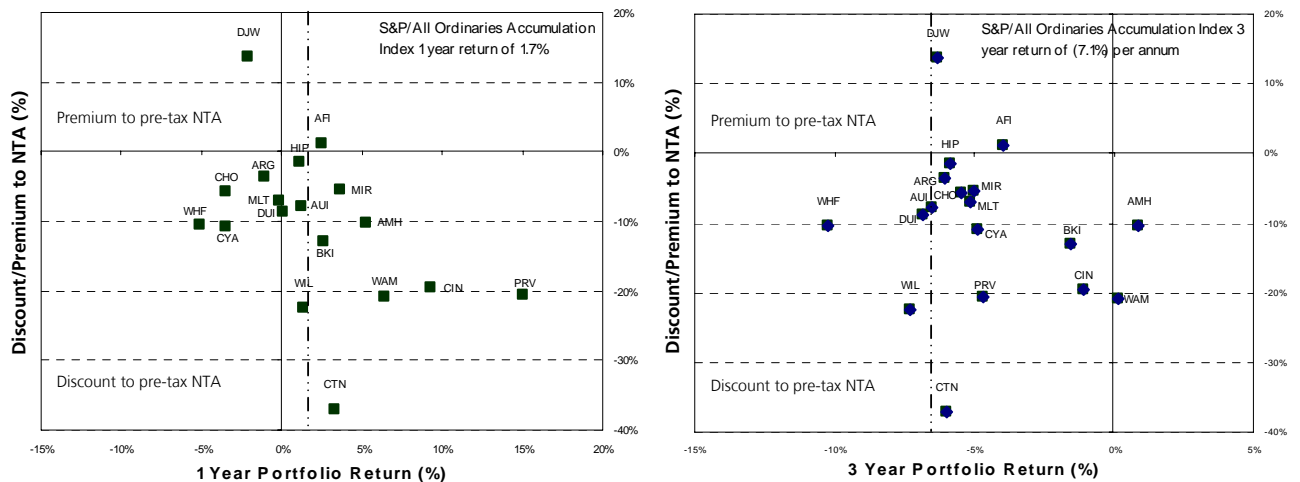 S&P/All Ordinaries Accumulation
Index 1 year return of 1.7%
DJW
Premium to pre-tax NTA
AFI
HIP
ARG
CHO
MIR
MLT
WHF
DUI
AUI
AMH
CYA
BKI
WIL
WAM
CIN
PRV
Discount to pre-tax NTA
CTN
20%
10%
0%
-10%
-20%
-30%
-40%
-15%
-10%
-5%
0%
5%
10%
15%
20%
Discount/Premium to NTA (%)
1 Year Portfolio Return (%)
S&P/All Ordinaries Accumulation Index 3
year return of (7.1%) per annum
DJW
Premium to pre-tax NTA
AFI
HIP
ARG
MIR
WHF
AUI
CHO
MLT
AMH
DUI
CYA
BKI
WIL
PRV
CIN
WAM
Discount to pre-tax NTA
CTN
20%
10%
0%
-10%
-20%
-30%
-40%
-15%
-10%
-5%
0%
5%
Discount/Premium to NTA (%)
3 Year Portfolio Return (%)